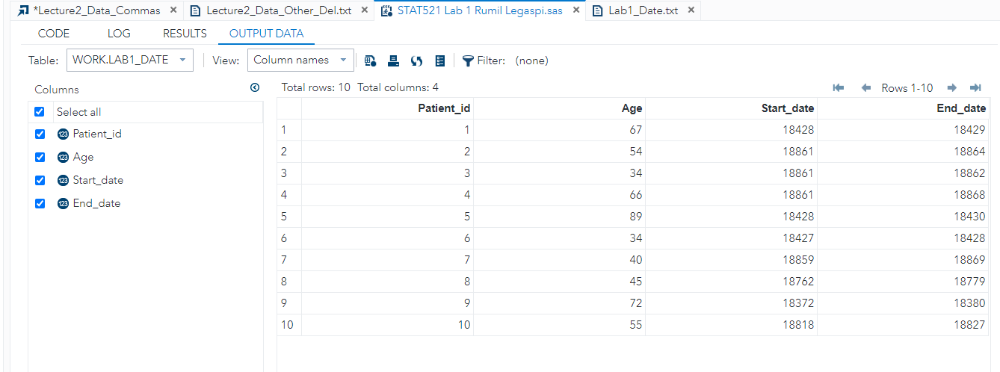 *Lecture2_Data_Commas × Lecture2_Data_Other_Del.txt × STAT521 Lab 1 Rumil Legaspi.sas × Lab1_Date.txt ×
CODE LOG RESULTS OUTPUT DATA
Table: WORK.LAB1_DATE View: Column names Filter: (none)
Columns Total rows: 10 Total columns: 4 Rows 1-10
Select all
123 Patient_id
123 Age
123 Start_date
123 End_date
Patient_id Age Start_date End_date
1 1 67 18428 18429
2 2 54 18861 18864
3 3 34 18861 18862
4 4 66 18861 18868
5 5 89 18428 18430
6 6 34 18427 18428
7 7 40 18859 18869
8 8 45 18762 18779
9 9 72 18372 18380
10 10 55 18818 18827